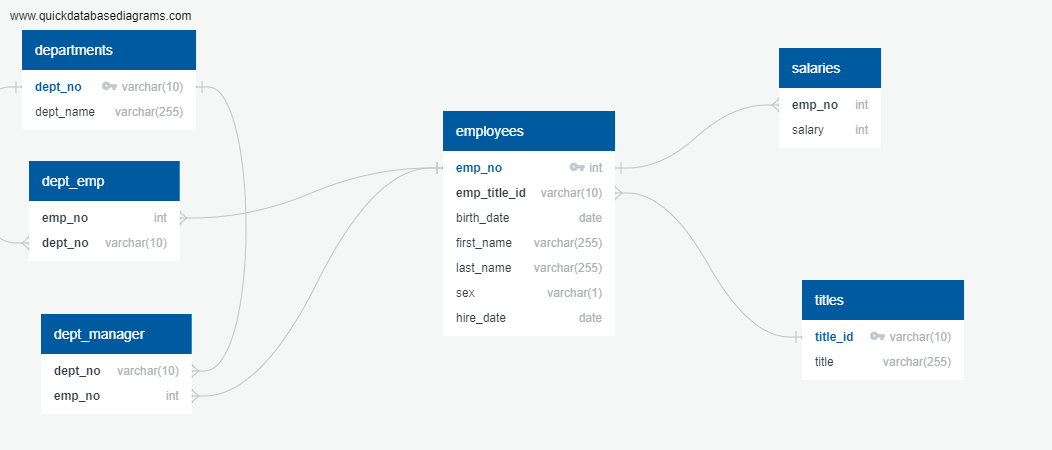 www.quickdatabasediagrams.com
departments
dept_no varchar(10)
dept_name varchar(255)
dept_emp
emp_no int
dept_no varchar(10)
dept_manager
dept_no varchar(10)
emp_no int
employees
emp_no int
emp_title_id varchar(10)
birth_date date
first_name varchar(255)
last_name varchar(255)
sex varchar(1)
hire_date date
salaries
emp_no int
salary int
titles
title_id varchar(10)
title varchar(255)